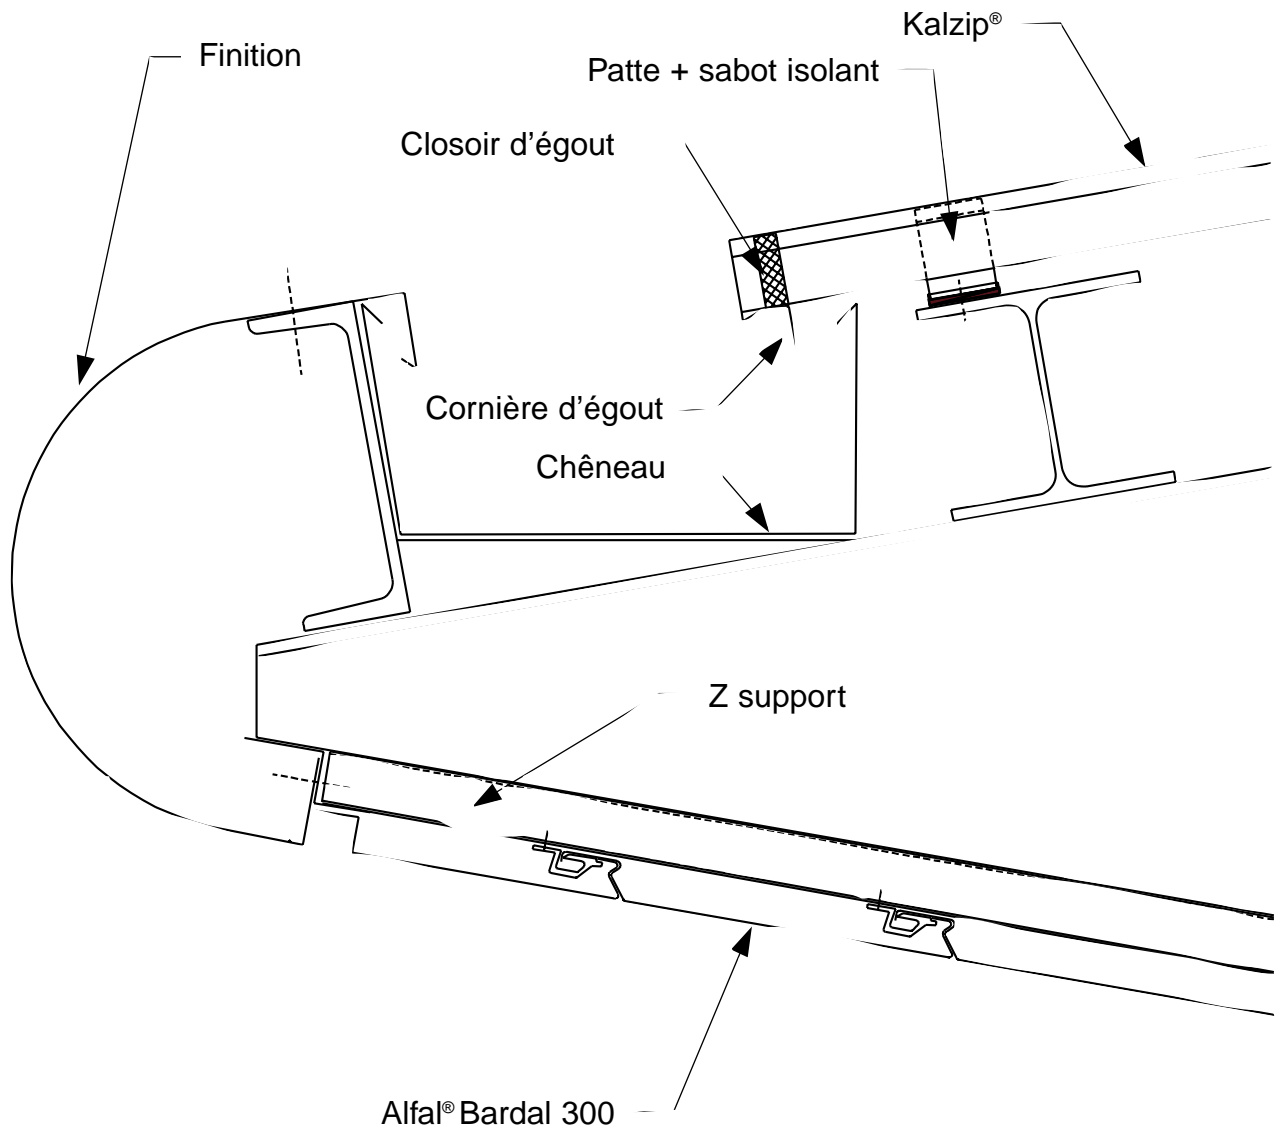 Kalzip®
Finition
Patte + sabot isolant
Closoir d’égout
Cornière d’égout
Chêneau
Z support
Alfal® Bardal 300